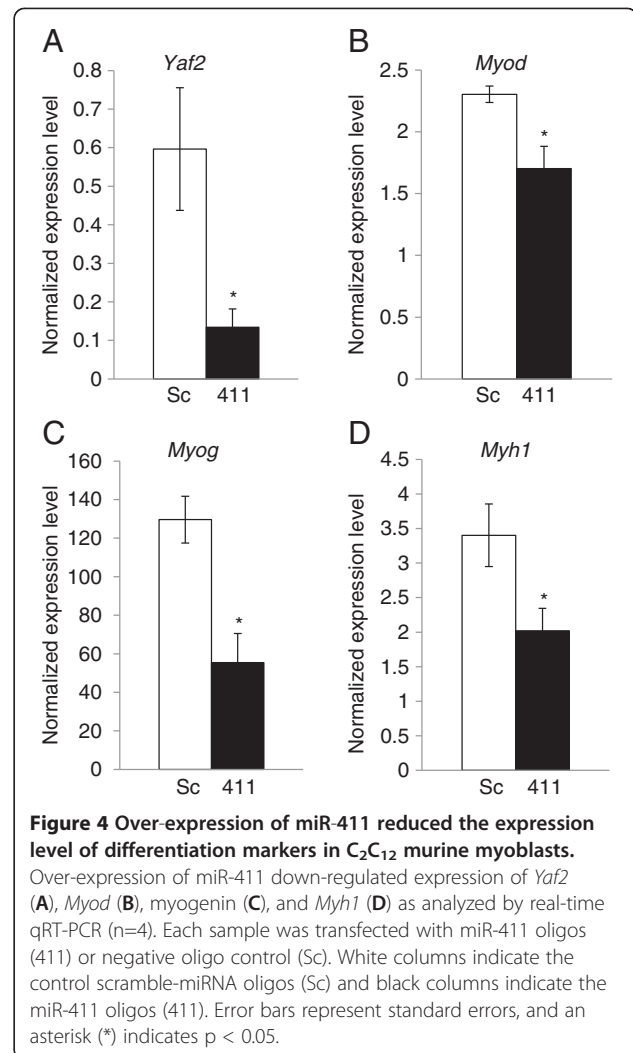 A
Yaf2
Normalized expression level
0.8
0.7
0.6
0.5
0.4
0.3
0.2
0.1
0
*
Sc 411
B
Myod
Normalized expression level
2.5
2
1.5
1
0.5
0
*
Sc 411
C
Myog
Normalized expression level
160
140
120
100
80
60
40
20
0
*
Sc 411
D
Myh1
Normalized expression level
4.5
4
3.5
3
2.5
2
1.5
1
0.5
0
*
Sc 411
Figure 4 Over-expression of miR-411 reduced the expression
level of differentiation markers in C₂C₁₂ murine myoblasts.
Over-expression of miR-411 down-regulated expression of Yaf2
(A), Myod (B), myogenin (C), and Myh1 (D) as analyzed by real-time
qRT-PCR (n=4). Each sample was transfected with miR-411 oligos
(411) or negative oligo control (Sc). White columns indicate the
control scramble-miRNA oligos (Sc) and black columns indicate the
miR-411 oligos (411). Error bars represent standard errors, and an
asterisk (*) indicates p < 0.05.